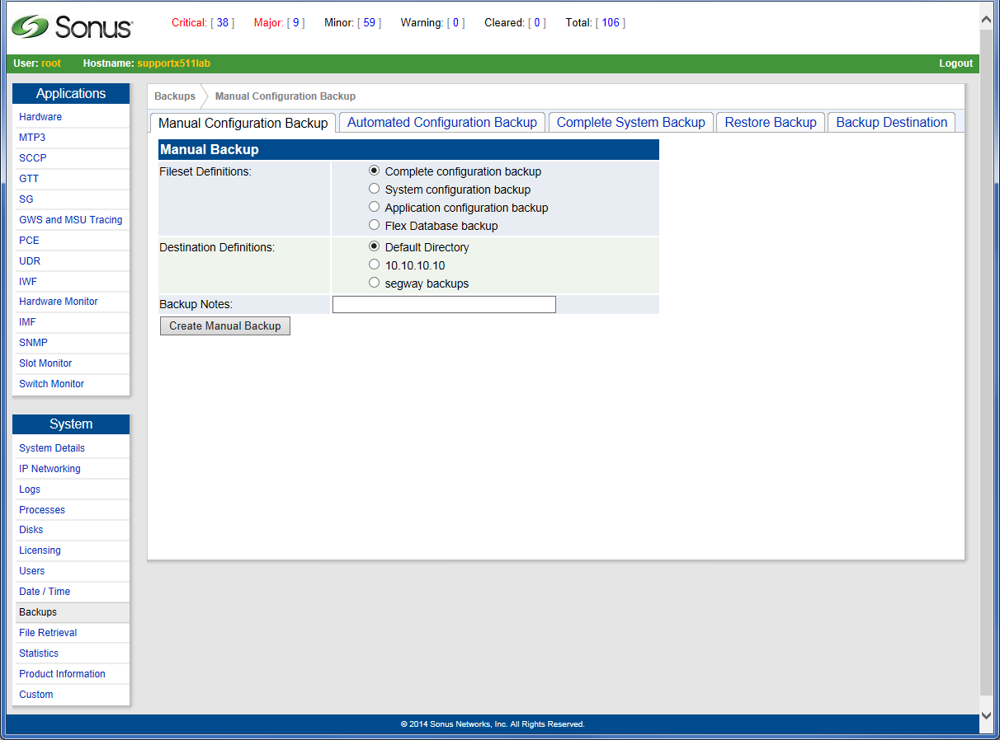 Sonus
Critical: [ 38 ] Major: [ 9 ] Minor: [ 59 ] Warning: [ 0 ] Cleared: [ 0 ] Total: [ 106 ]
User: root Hostname: supportx511lab Logout
Applications
Hardware
MTP3
SCCP
GTT
SG
GWS and MSU Tracing
PCE
UDR
IWF
Hardware Monitor
IMF
SNMP
Slot Monitor
Switch Monitor
System
System Details
IP Networking
Logs
Processes
Disks
Licensing
Users
Date / Time
Backups
File Retrieval
Statistics
Product Information
Custom
Backups Manual Configuration Backup
Manual Configuration Backup Automated Configuration Backup Complete System Backup Restore Backup Backup Destination
Manual Backup
Fileset Definitions:
Complete configuration backup
System configuration backup
Application configuration backup
Flex Database backup
Destination Definitions:
Default Directory
10.10.10.10
segway backups
Backup Notes:
Create Manual Backup
© 2014 Sonus Networks, Inc. All Rights Reserved.